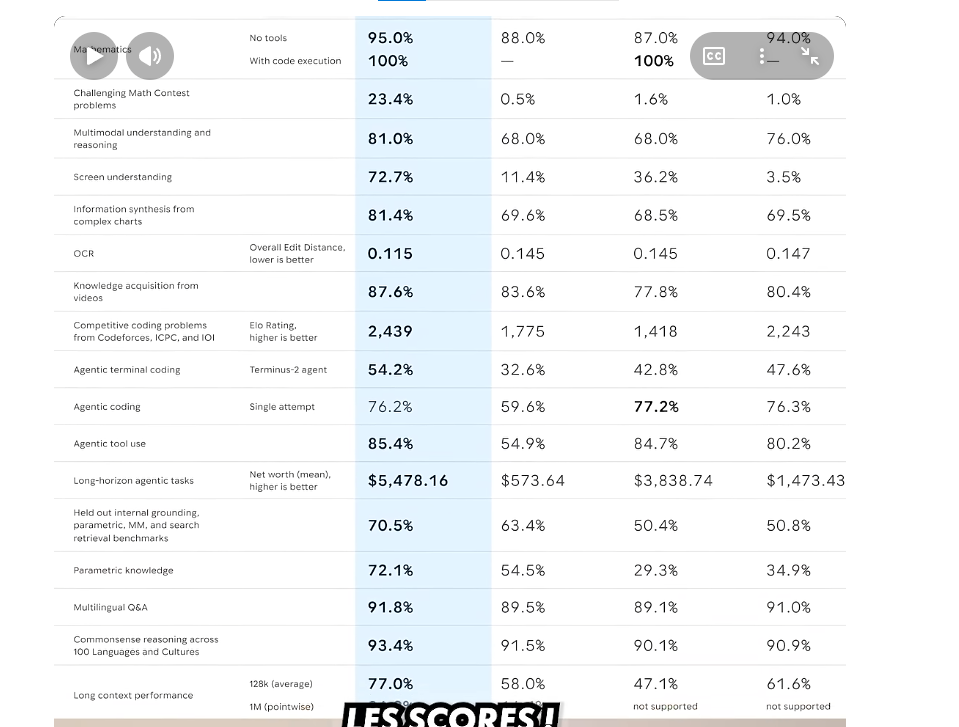 No tools 95.0% 88.0% 87.0% 94.0%
Mathematics
With code execution 100% — 100% —
CC
Challenging Math Contest
problems
23.4% 0.5% 1.6% 1.0%
Multimodal understanding and
reasoning
81.0% 68.0% 68.0% 76.0%
Screen understanding 72.7% 11.4% 36.2% 3.5%
Information synthesis from
complex charts
81.4% 69.6% 68.5% 69.5%
OCR
Overall Edit Distance,
lower is better
0.115 0.145 0.145 0.147
Knowledge acquisition from
videos
87.6% 83.6% 77.8% 80.4%
Competitive coding problems
from Codeforces, ICPC, and IOI
Elo Rating,
higher is better
2,439 1,775 1,418 2,243
Agentic terminal coding Terminus-2 agent 54.2% 32.6% 42.8% 47.6%
Agentic coding Single attempt 76.2% 59.6% 77.2% 76.3%
Agentic tool use 85.4% 54.9% 84.7% 80.2%
Long-horizon agentic tasks
Net worth (mean),
higher is better
$5,478.16 $573.64 $3,838.74 $1,473.43
Held out internal grounding,
parametric, MM, and search
retrieval benchmarks
70.5% 63.4% 50.4% 50.8%
Parametric knowledge 72.1% 54.5% 29.3% 34.9%
Multilingual Q&A 91.8% 89.5% 89.1% 91.0%
Commonsense reasoning across
100 Languages and Cultures
93.4% 91.5% 90.1% 90.9%
Long context performance
128k (average) 77.0% 58.0% 47.1% 61.6%
1M (pointwise) not supported not supported
LES SCORES !!